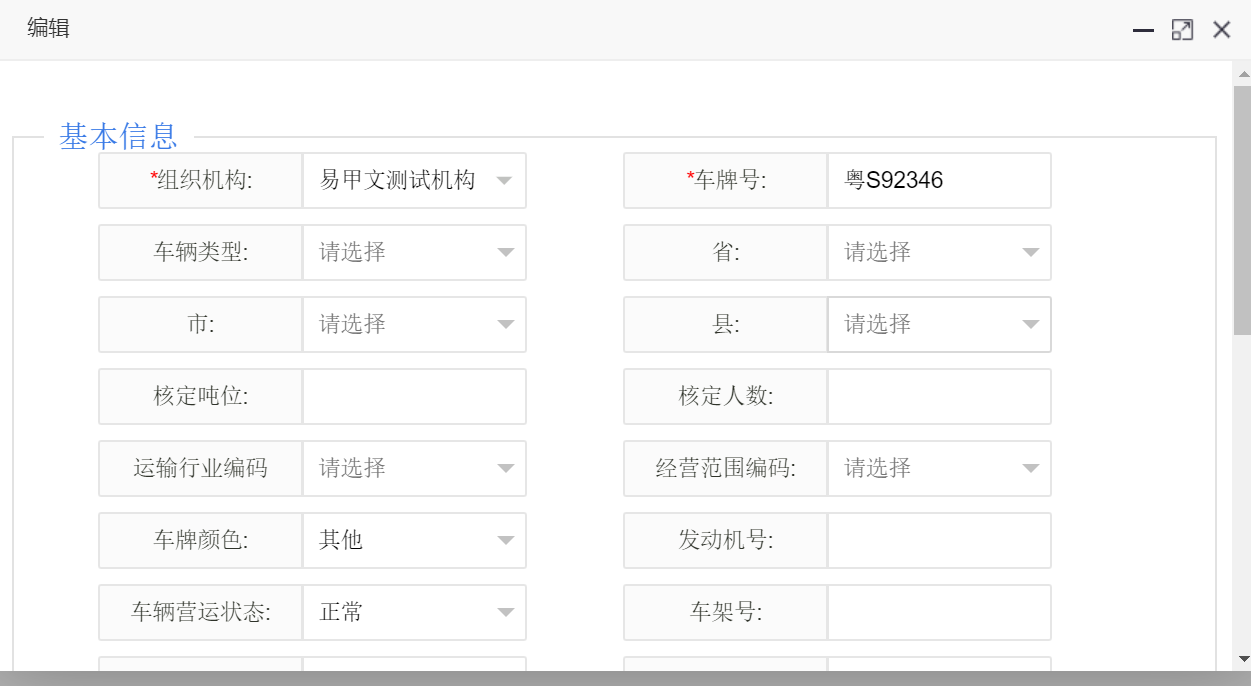 编辑
基本信息
*组织机构: 易甲文测试机构 *车牌号: 粤S92346
车辆类型: 请选择 省: 请选择
市: 请选择 县: 请选择
核定吨位: 核定人数:
运输行业编码 请选择 经营范围编码: 请选择
车牌颜色: 其他 发动机号:
车辆营运状态: 正常 车架号: